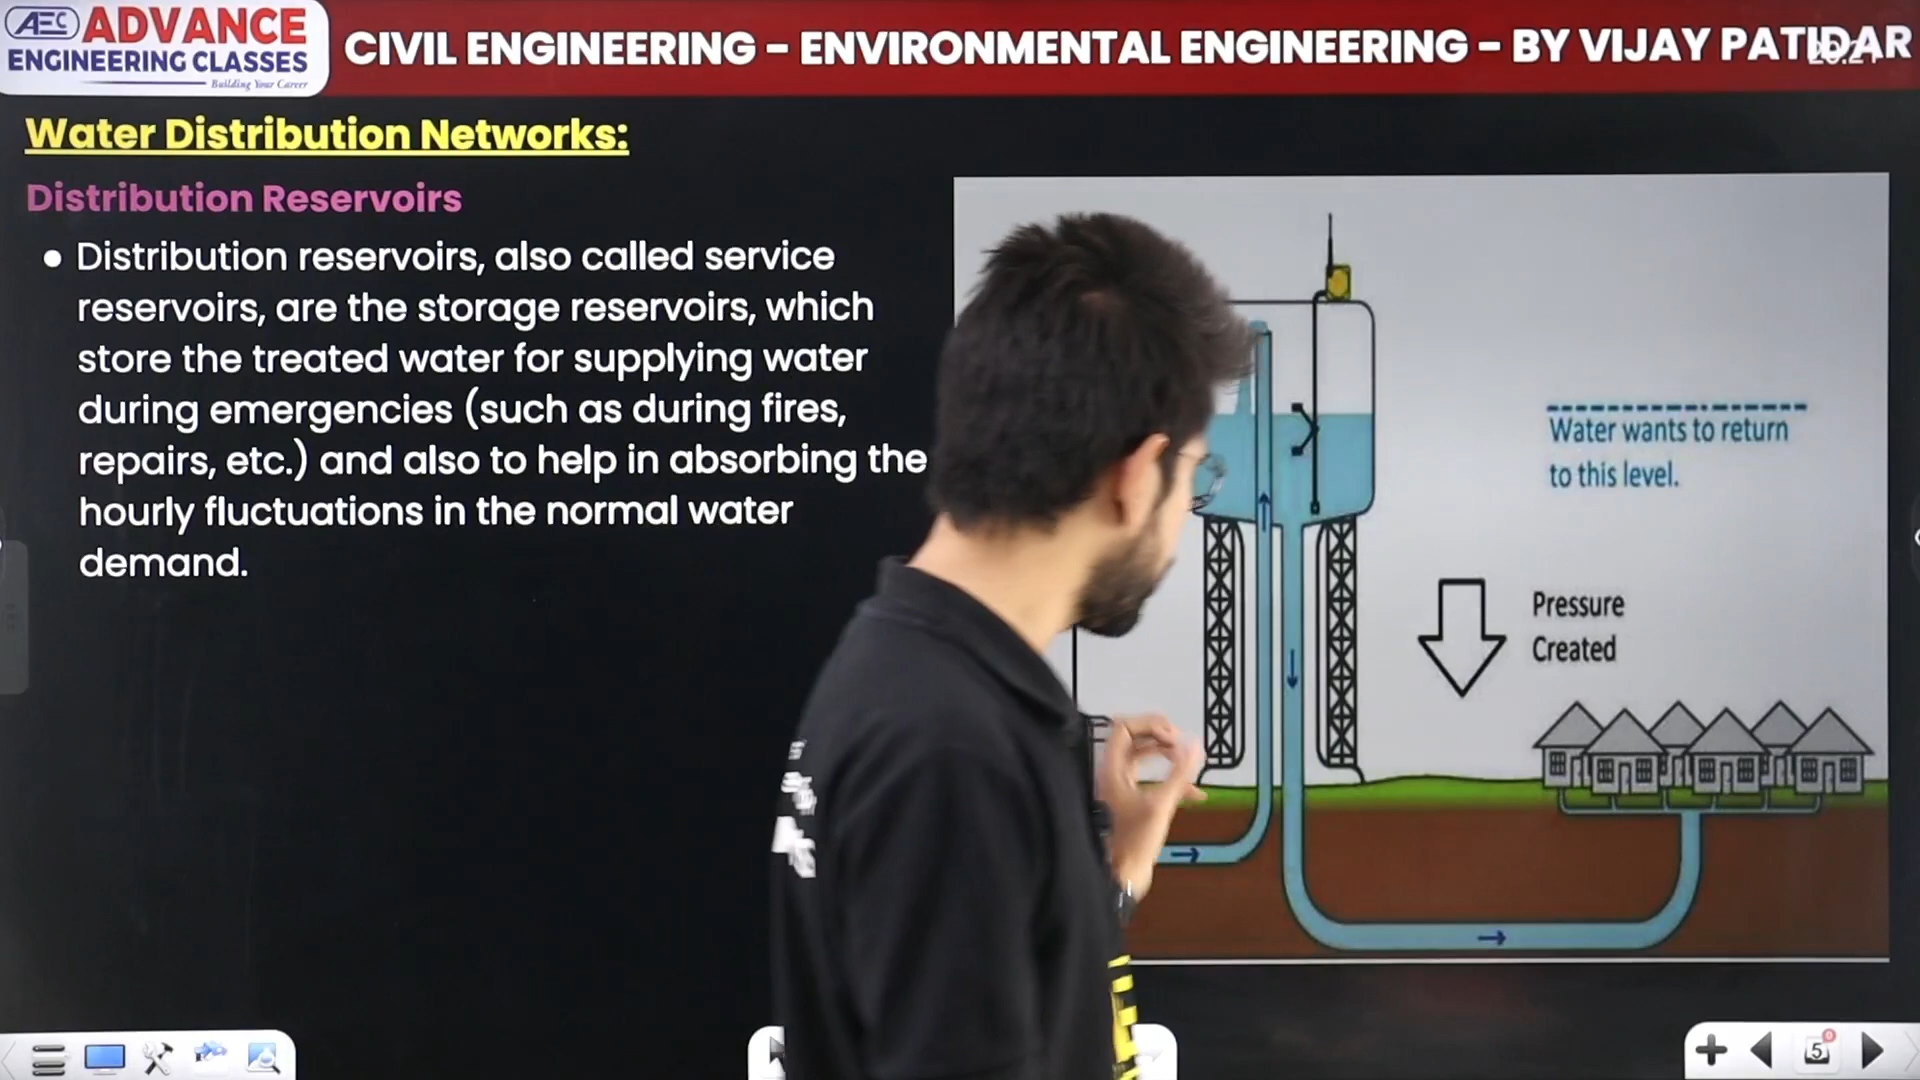 AEC ADVANCE
ENGINEERING CLASSES
Building Your Career
CIVIL ENGINEERING – ENVIRONMENTAL ENGINEERING – BY VIJAY PATIDAR
Water Distribution Networks:
Distribution Reservoirs
● Distribution reservoirs, also called service
reservoirs, are the storage reservoirs, which
store the treated water for supplying water
during emergencies (such as during fires,
repairs, etc.) and also to help in absorbing the
hourly fluctuations in the normal water
demand.
Water wants to return
to this level.
Pressure
Created
5